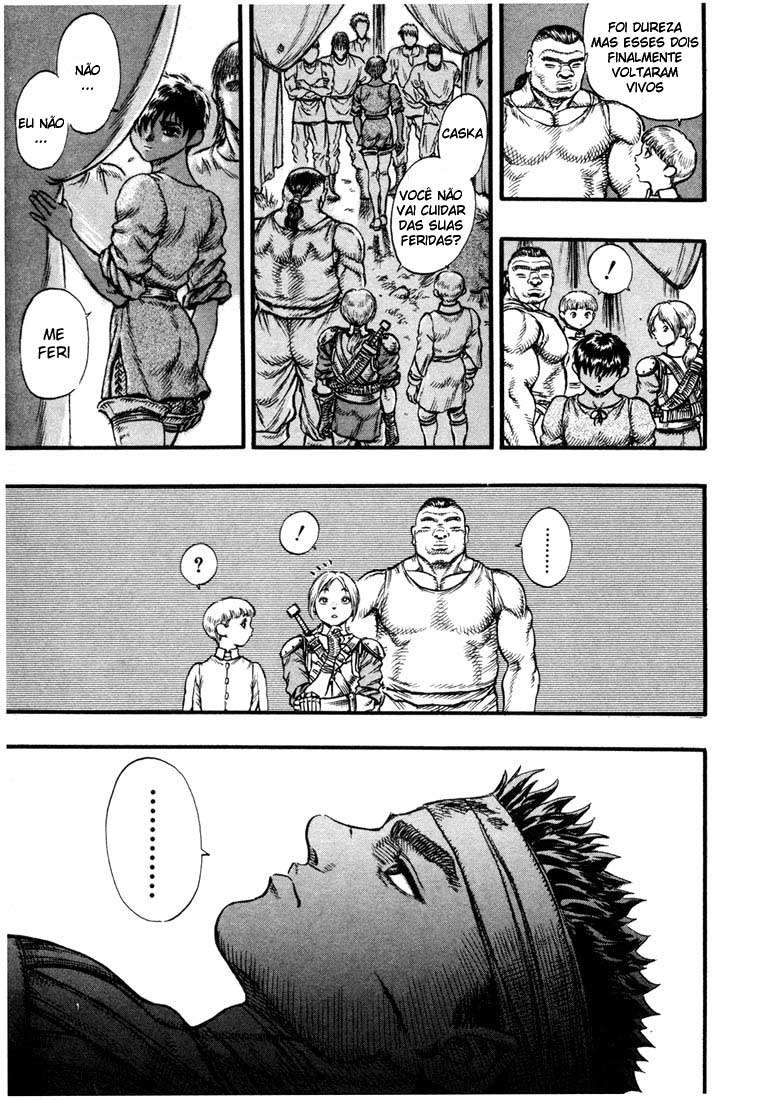 FOI DUREZA
MAS ESSES DOIS
FINALMENTE
VOLTARAM
VIVOS
!
CASKA
VOCÊ NÃO
VAI CUIDAR
DAS SUAS
FERIDAS?
NÃO
...
EU NÃO
...
ME
FERI
.........
!
?
..........